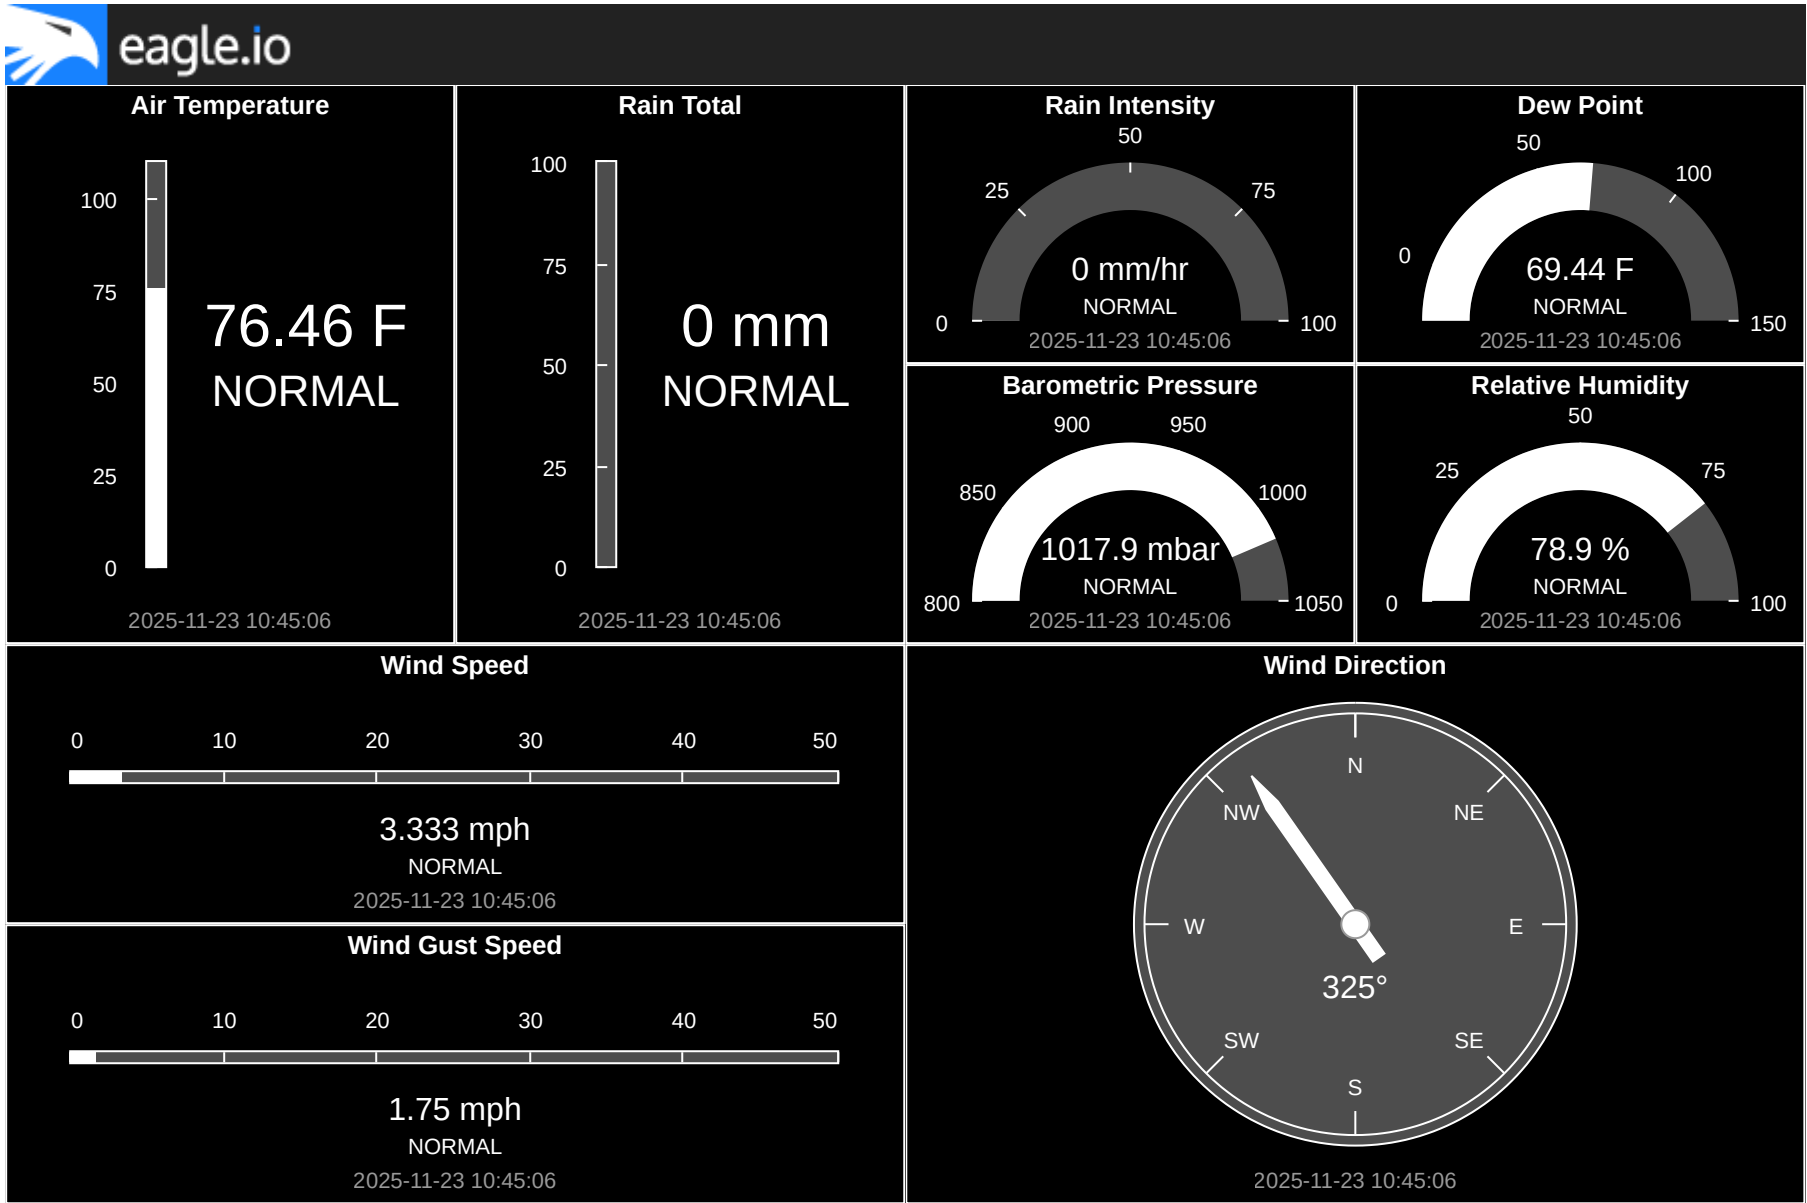 eagle.io
Air Temperature
100
75
50
25
0
76.46 F
NORMAL
2025-11-23 10:45:06
Rain Total
100
75
50
25
0
0 mm
NORMAL
2025-11-23 10:45:06
Rain Intensity
50
25
75
0
100
0 mm/hr
NORMAL
2025-11-23 10:45:06
Dew Point
50
100
0
150
69.44 F
NORMAL
2025-11-23 10:45:06
Barometric Pressure
900
950
850
1000
800
1050
1017.9 mbar
NORMAL
2025-11-23 10:45:06
Relative Humidity
50
25
75
0
100
78.9 %
NORMAL
2025-11-23 10:45:06
Wind Speed
0 10 20 30 40 50
3.333 mph
NORMAL
2025-11-23 10:45:06
Wind Gust Speed
0 10 20 30 40 50
1.75 mph
NORMAL
2025-11-23 10:45:06
Wind Direction
N
NW NE
W E
325°
SW SE
S
2025-11-23 10:45:06